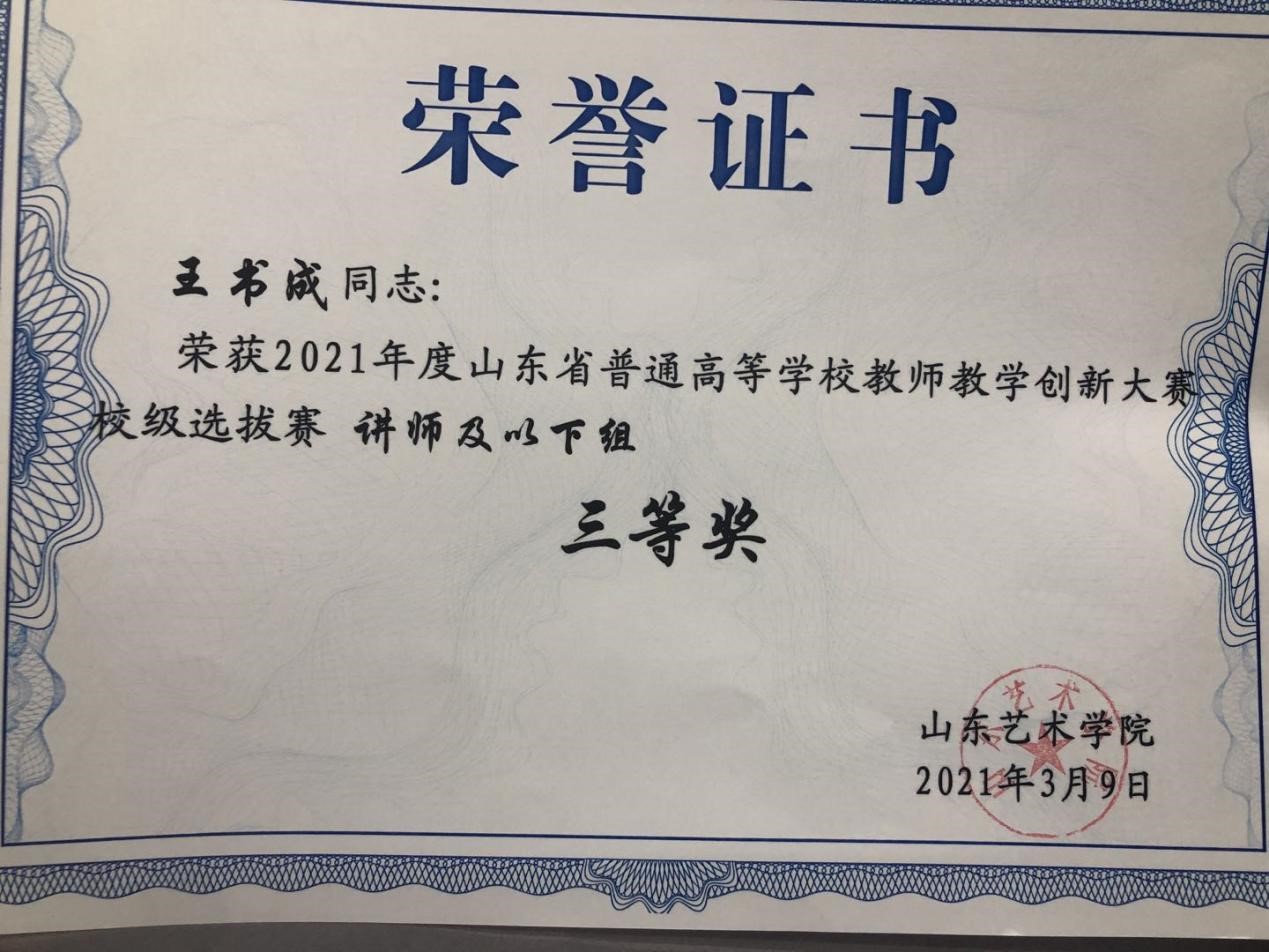 荣誉证书
王书成同志:
荣获2021年度山东省普通高等学校教师教学创新大赛
校级选拔赛 讲师及以下组
三等奖
山东艺术学院
2021年3月9日